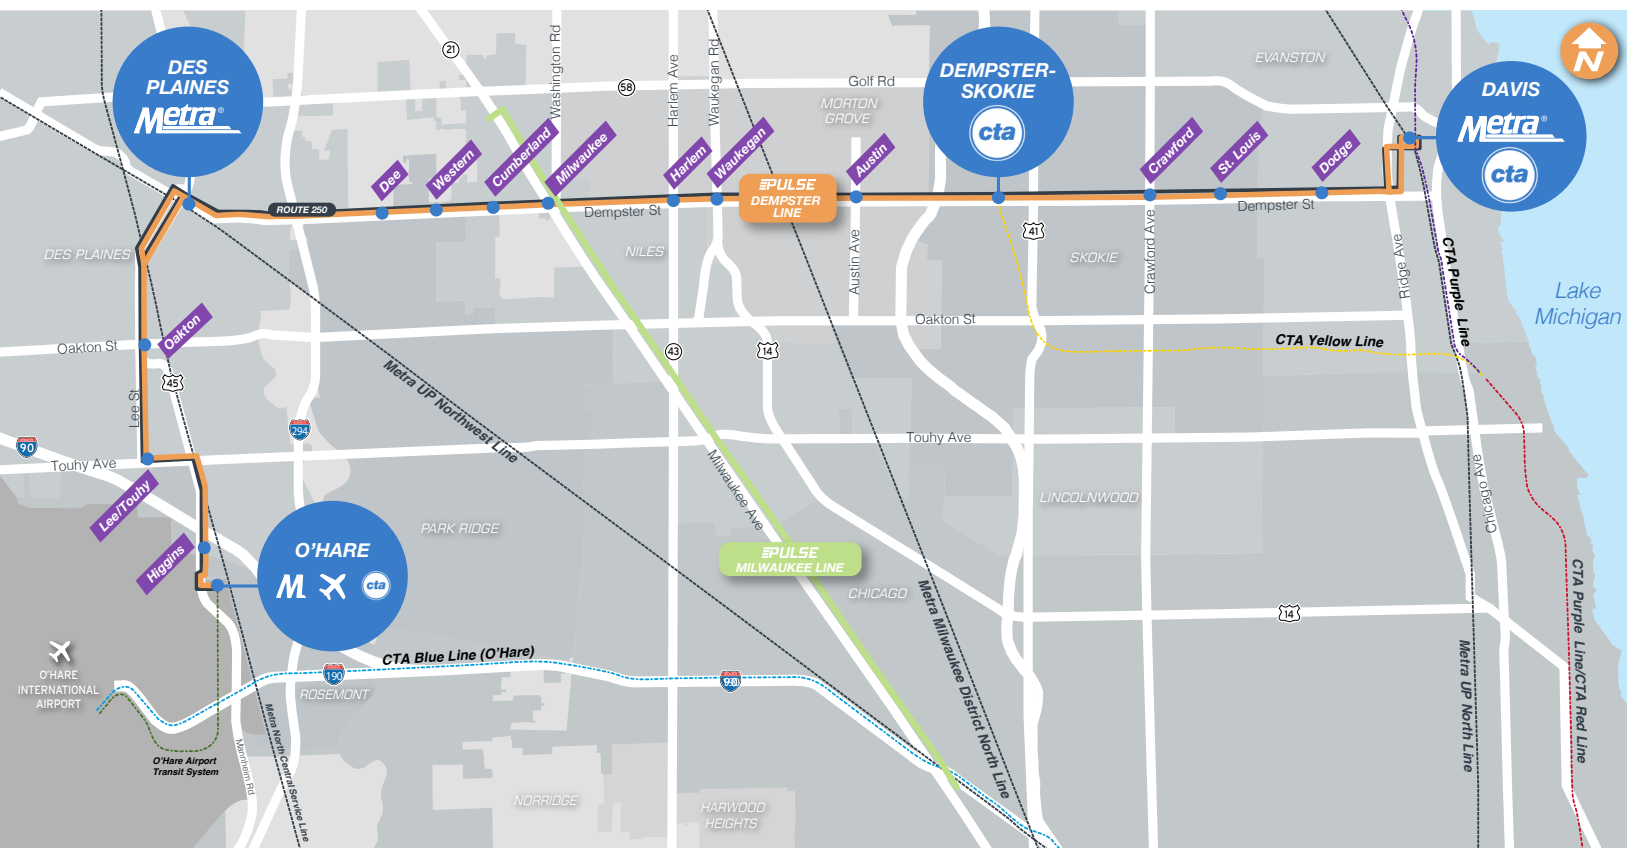 DES
PLAINES
Metra®
21
Washington Rd
58
Harlem Ave
Waukegan Rd
Golf Rd
MORTON
GROVE
DEMPSTER-
SKOKIE
cta
EVANSTON
N
DAVIS
Metra
cta
Dee
Western
Cumberland
Milwaukee
Harlem
Waukegan
Austin
Crawford
St. Louis
Dodge
ROUTE 250
Dempster St
PULSE
DEMPSTER
LINE
Dempster St
DES PLAINES
NILES
Austin Ave
41
SKOKIE
Crawford Ave
Ridge Ave
CTA Purple Line
Lake
Michigan
Oakton
Oakton St
Oakton St
CTA Yellow Line
45
43
14
Lee St
Metra UP Northwest Line
294
90
Touhy Ave
Touhy Ave
Milwaukee Ave
Chicago Ave
Lee/Touhy
LINCOLNWOOD
PARK RIDGE
Higgins
O'HARE
M
cta
PULSE
MILWAUKEE LINE
CHICAGO
Metra Milwaukee District North Line
14
CTA Purple Line/CTA Red Line
Metra UP North Line
O'HARE
INTERNATIONAL
AIRPORT
CTA Blue Line (O'Hare)
190
ROSEMONT
O'Hare Airport
Transit System
Mannheim Rd
Metra North Central Service Line
NORRIDGE
HARWOOD
HEIGHTS